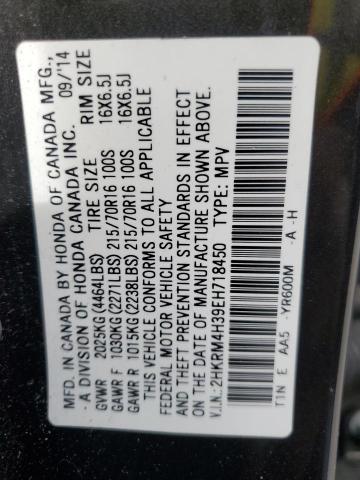 MFD. IN CANADA BY HONDA OF CANADA MFG.,
- A DIVISION OF HONDA CANADA INC. 09/'14
TIRE SIZE RIM SIZE
GVWR 2025KG (4464LBS)
GAWR F 1030KG (2271LBS) 215/70R16 100S 16X6.5J
GAWR R 1015KG (2238LBS) 215/70R16 100S 16X6.5J
THIS VEHICLE CONFORMS TO ALL APPLICABLE
FEDERAL MOTOR VEHICLE SAFETY
AND THEFT PREVENTION STANDARDS IN EFFECT
ON THE DATE OF MANUFACTURE SHOWN ABOVE.
V.I.N.: 2HKRM4H39EH718450 TYPE: MPV
T1N E AA5 -YR600M -A -H